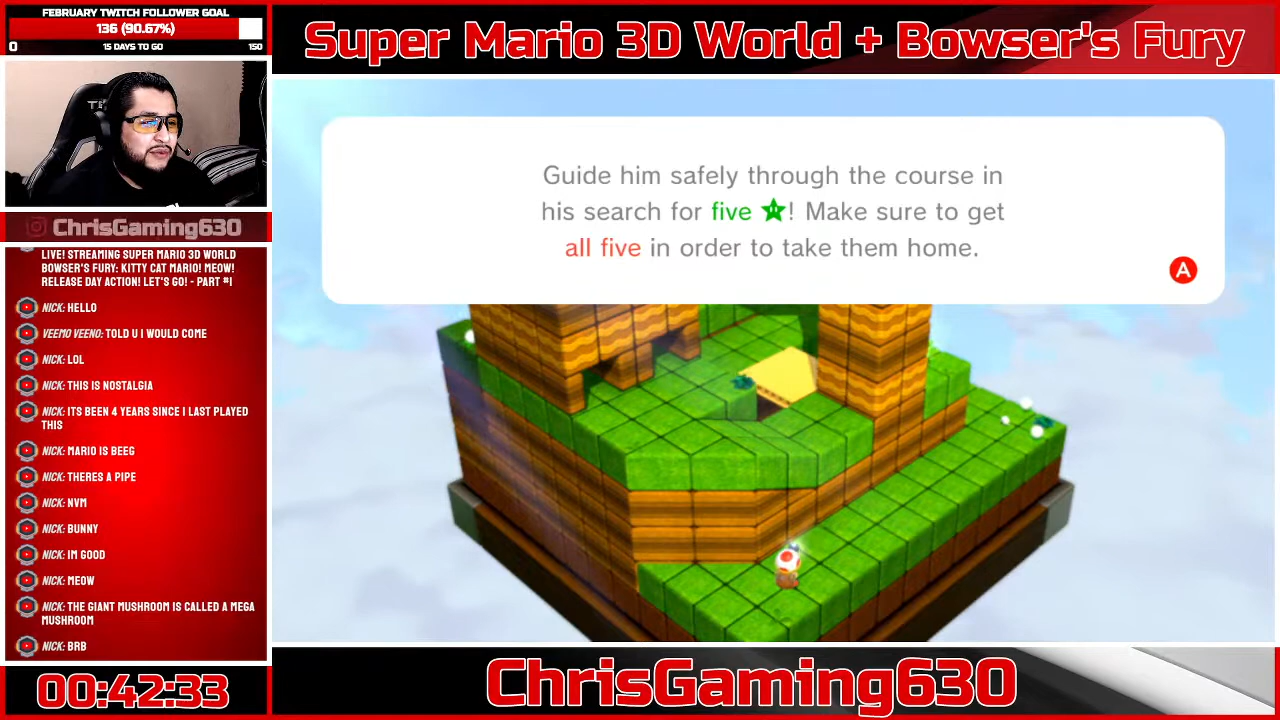 FEBRUARY TWITCH FOLLOWER GOAL
136 (90.67%)
0 15 DAYS TO GO 150
Super Mario 3D World + Bowser's Fury
Guide him safely through the course in
his search for five ★! Make sure to get
all five in order to take them home.
A
ChrisGaming630
LIVE! STREAMING SUPER MARIO 3D WORLD
BOWSER'S FURY: KITTY CAT MARIO! MEOW!
RELEASE DAY ACTION! LET'S GO! - PART #1
NICK: HELLO
VEEMO VEENO: TOLD U I WOULD COME
NICK: LOL
NICK: THIS IS NOSTALGIA
NICK: ITS BEEN 4 YEARS SINCE I LAST PLAYED
THIS
NICK: MARIO IS BEEG
NICK: THERES A PIPE
NICK: NVM
NICK: BUNNY
NICK: IM GOOD
NICK: MEOW
NICK: THE GIANT MUSHROOM IS CALLED A MEGA
MUSHROOM
NICK: BRB
00:42:33
ChrisGaming630